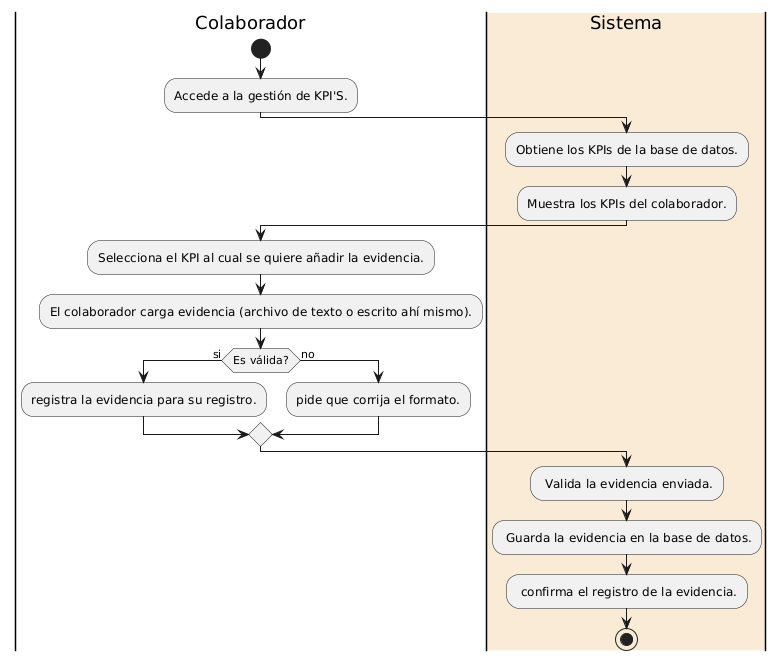 Colaborador
Sistema
Accede a la gestión de KPI'S.
Obtiene los KPIs de la base de datos.
Muestra los KPIs del colaborador.
Selecciona el KPI al cual se quiere añadir la evidencia.
El colaborador carga evidencia (archivo de texto o escrito ahí mismo).
si
Es válida?
no
registra la evidencia para su registro.
pide que corrija el formato.
Valida la evidencia enviada.
Guarda la evidencia en la base de datos.
confirma el registro de la evidencia.